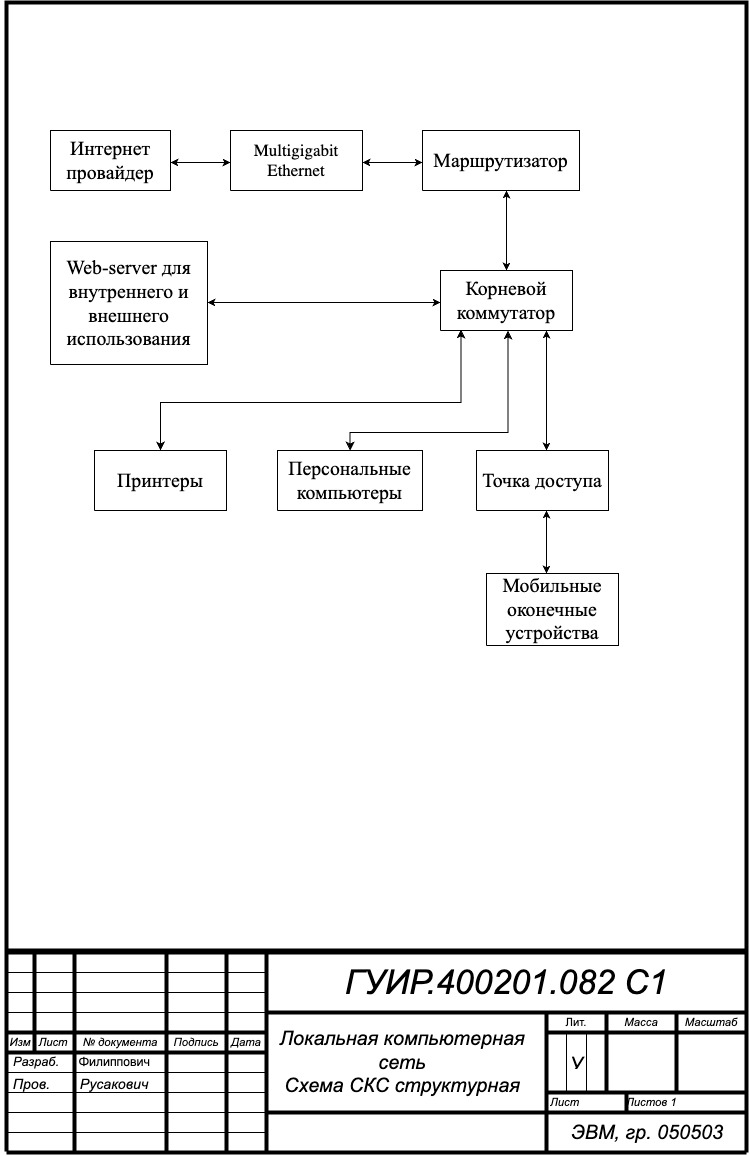 Интернет
провайдер
Multigigabit
Ethernet
Маршрутизатор
Web-server для
внутреннего и
внешнего
использования
Корневой
коммутатор
Принтеры
Персональные
компьютеры
Точка доступа
Мобильные
оконечные
устройства
ГУИР.400201.082 С1
Изм Лист № документа Подпись Дата
Разраб. Филиппович
Пров. Русакович
Локальная компьютерная
сеть
Схема СКС структурная
Лит. Масса Масштаб
У
Лист Листов 1
ЭВМ, гр. 050503